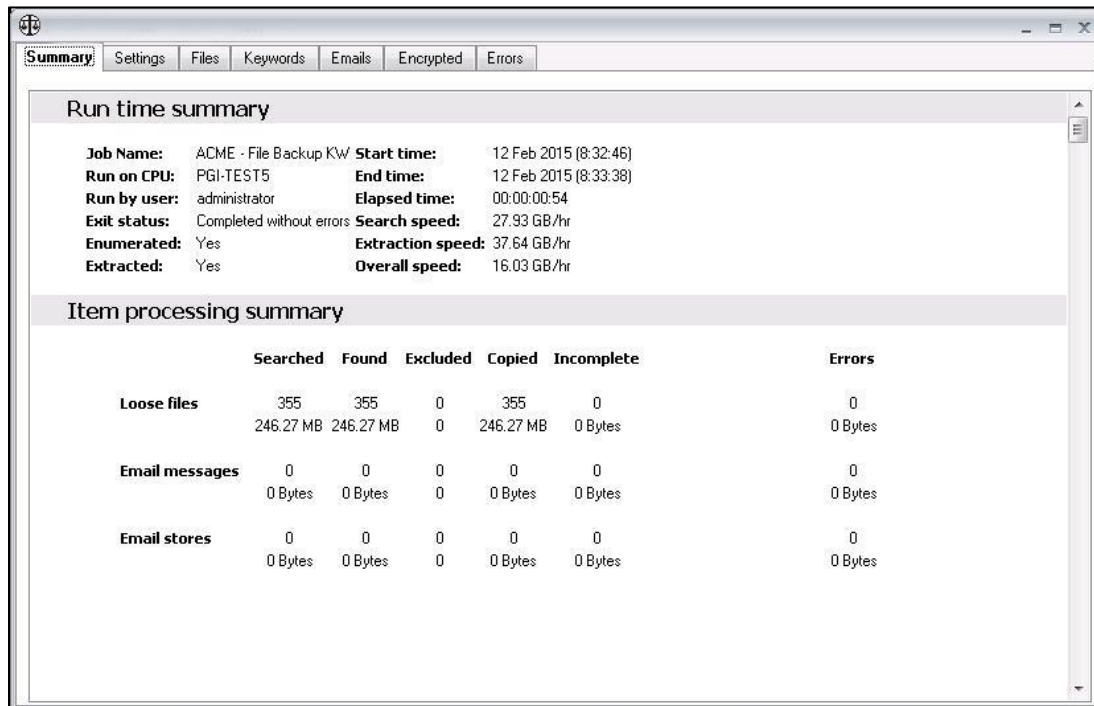 Summary Settings Files Keywords Emails Encrypted Errors
Run time summary
Job Name: ACME - File Backup KW Start time: 12 Feb 2015 (8:32:46)
Run on CPU: PGI-TEST5 End time: 12 Feb 2015 (8:33:38)
Run by user: administrator Elapsed time: 00:00:00:54
Exit status: Completed without errors Search speed: 27.93 GB/hr
Enumerated: Yes Extraction speed: 37.64 GB/hr
Extracted: Yes Overall speed: 16.03 GB/hr
Item processing summary
Searched Found Excluded Copied Incomplete Errors
Loose files 355 355 0 355 0 0
246.27 MB 246.27 MB 0 246.27 MB 0 Bytes 0 Bytes
Email messages 0 0 0 0 0 0
0 Bytes 0 Bytes 0 0 Bytes 0 Bytes 0 Bytes
Email stores 0 0 0 0 0 0
0 Bytes 0 Bytes 0 0 Bytes 0 Bytes 0 Bytes